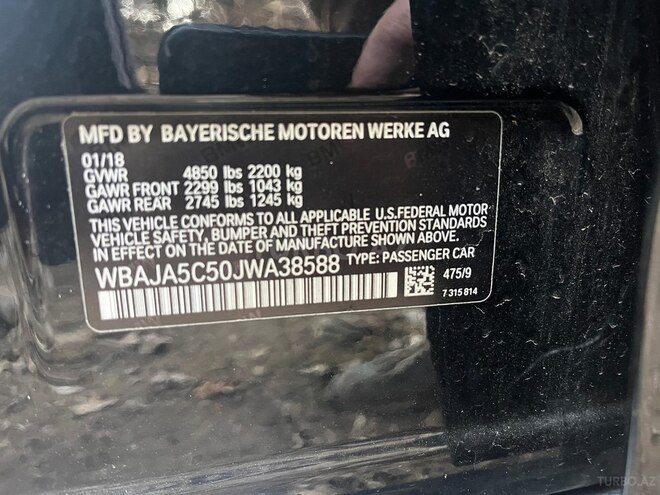 MFD BY BAYERISCHE MOTOREN WERKE AG
01/18
GVWR 4850 lbs 2200 kg
GAWR FRONT 2299 lbs 1043 kg
GAWR REAR 2745 lbs 1245 kg
THIS VEHICLE CONFORMS TO ALL APPLICABLE U.S.FEDERAL MOTOR
VEHICLE SAFETY, BUMPER AND THEFT PREVENTION STANDARDS
IN EFFECT ON THE DATE OF MANUFACTURE SHOWN ABOVE.
WBAJA5C50JWA38588 TYPE: PASSENGER CAR
475/9
7 315 814
TURBO.AZ